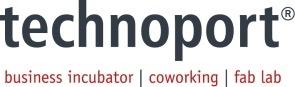 technoport®
business incubator | coworking | fab lab